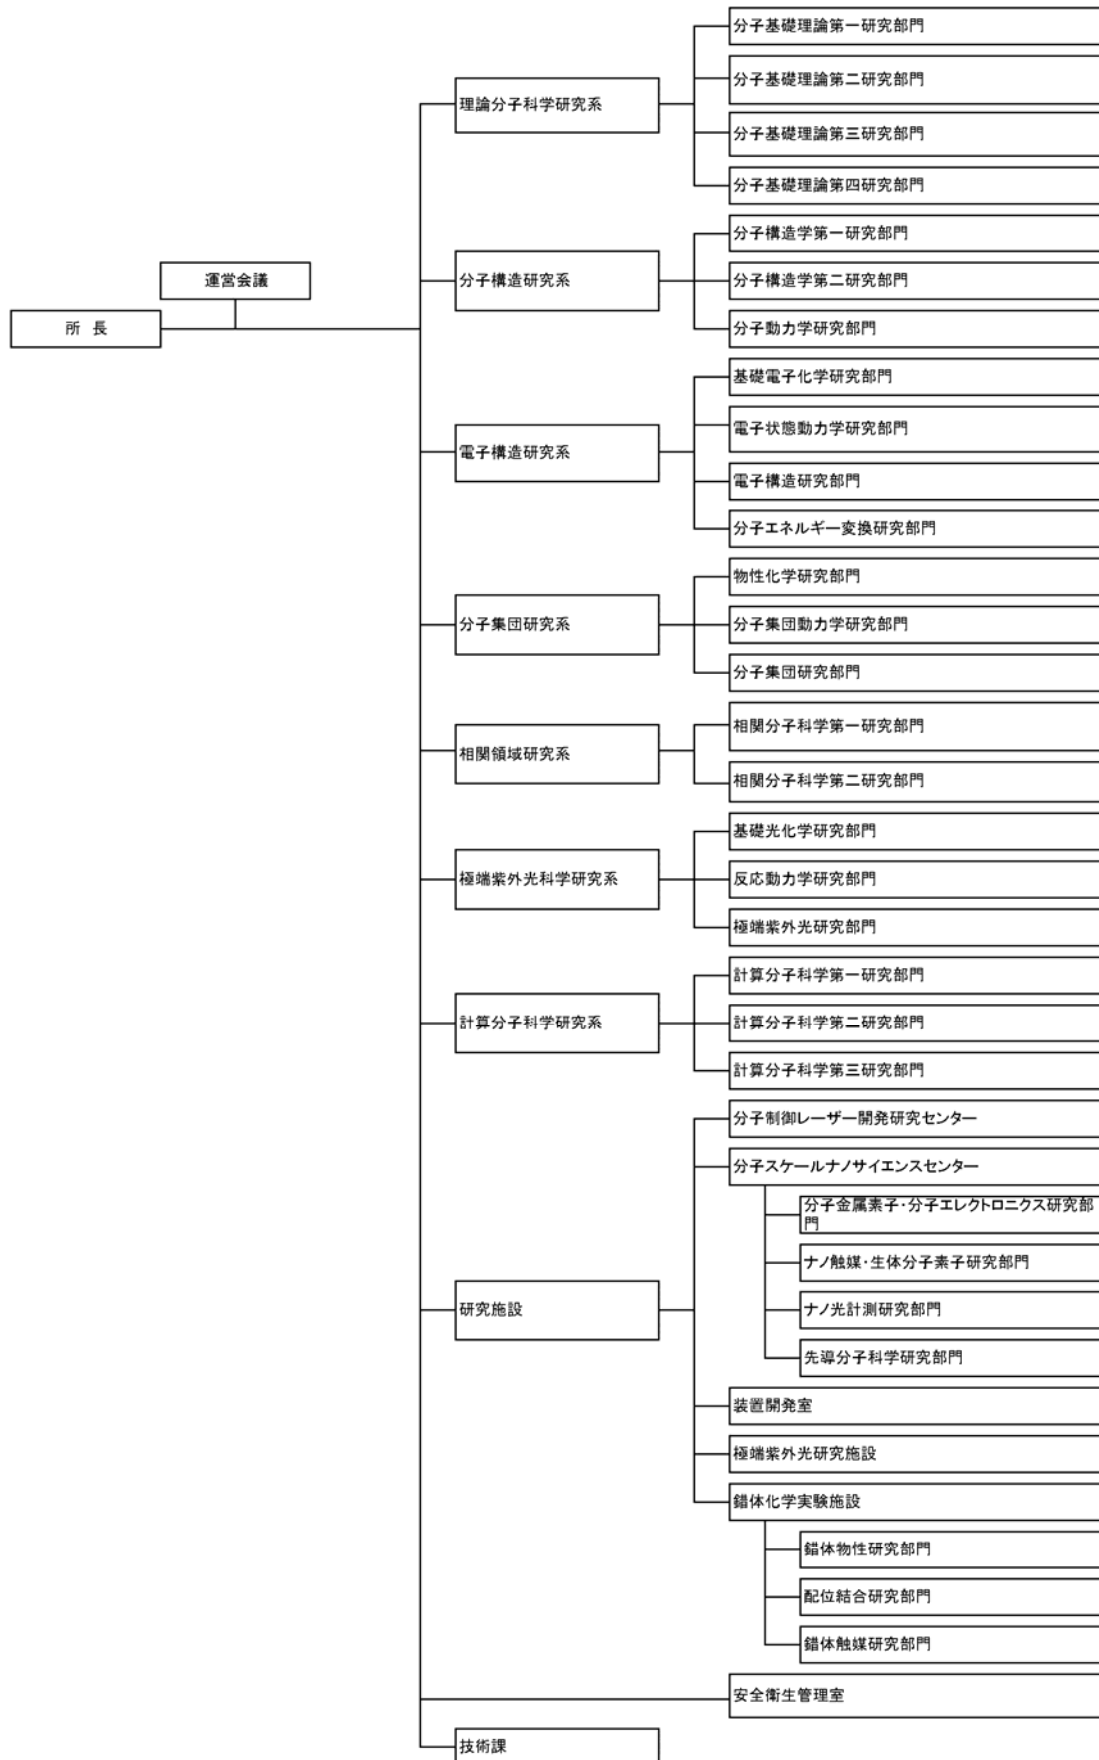 運営会議
所 長
理論分子科学研究系
分子基礎理論第一研究部門
分子基礎理論第二研究部門
分子基礎理論第三研究部門
分子基礎理論第四研究部門
分子構造研究系
分子構造学第一研究部門
分子構造学第二研究部門
分子動力学研究部門
電子構造研究系
基礎電子化学研究部門
電子状態動力学研究部門
電子構造研究部門
分子エネルギー変換研究部門
分子集団研究系
物性化学研究部門
分子集団動力学研究部門
分子集団研究部門
相関領域研究系
相関分子科学第一研究部門
相関分子科学第二研究部門
極端紫外光科学研究系
基礎光化学研究部門
反応動力学研究部門
極端紫外光研究部門
計算分子科学研究系
計算分子科学第一研究部門
計算分子科学第二研究部門
計算分子科学第三研究部門
研究施設
分子制御レーザー開発研究センター
分子スケールナノサイエンスセンター
分子金属素子・分子エレクトロニクス研究部
門
ナノ触媒・生体分子素子研究部門
ナノ光計測研究部門
先導分子科学研究部門
装置開発室
極端紫外光研究施設
錯体化学実験施設
錯体物性研究部門
配位結合研究部門
錯体触媒研究部門
安全衛生管理室
技術課